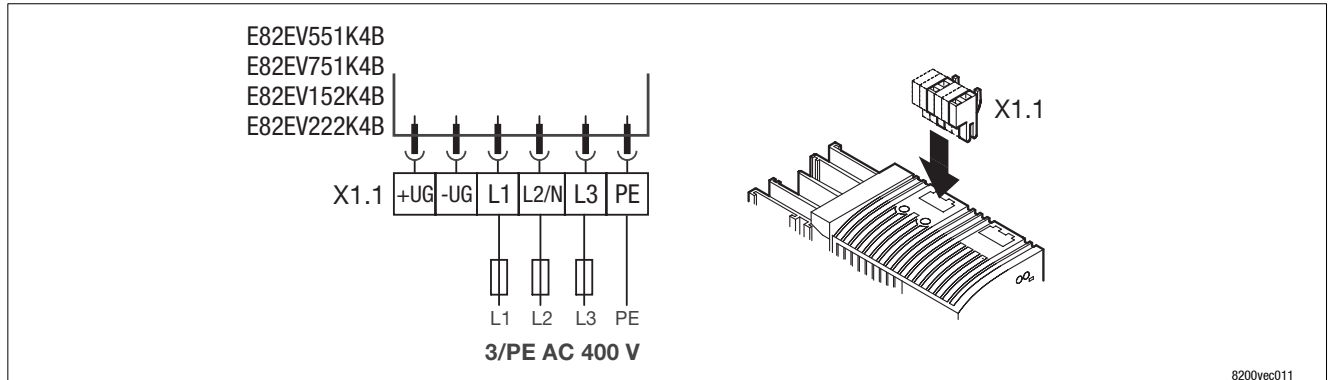 E82EV551K4B
E82EV751K4B
E82EV152K4B
E82EV222K4B
X1.1
X1.1 +UG -UG L1 L2/N L3 PE
L1 L2 L3 PE
3/PE AC 400 V
8200vec011